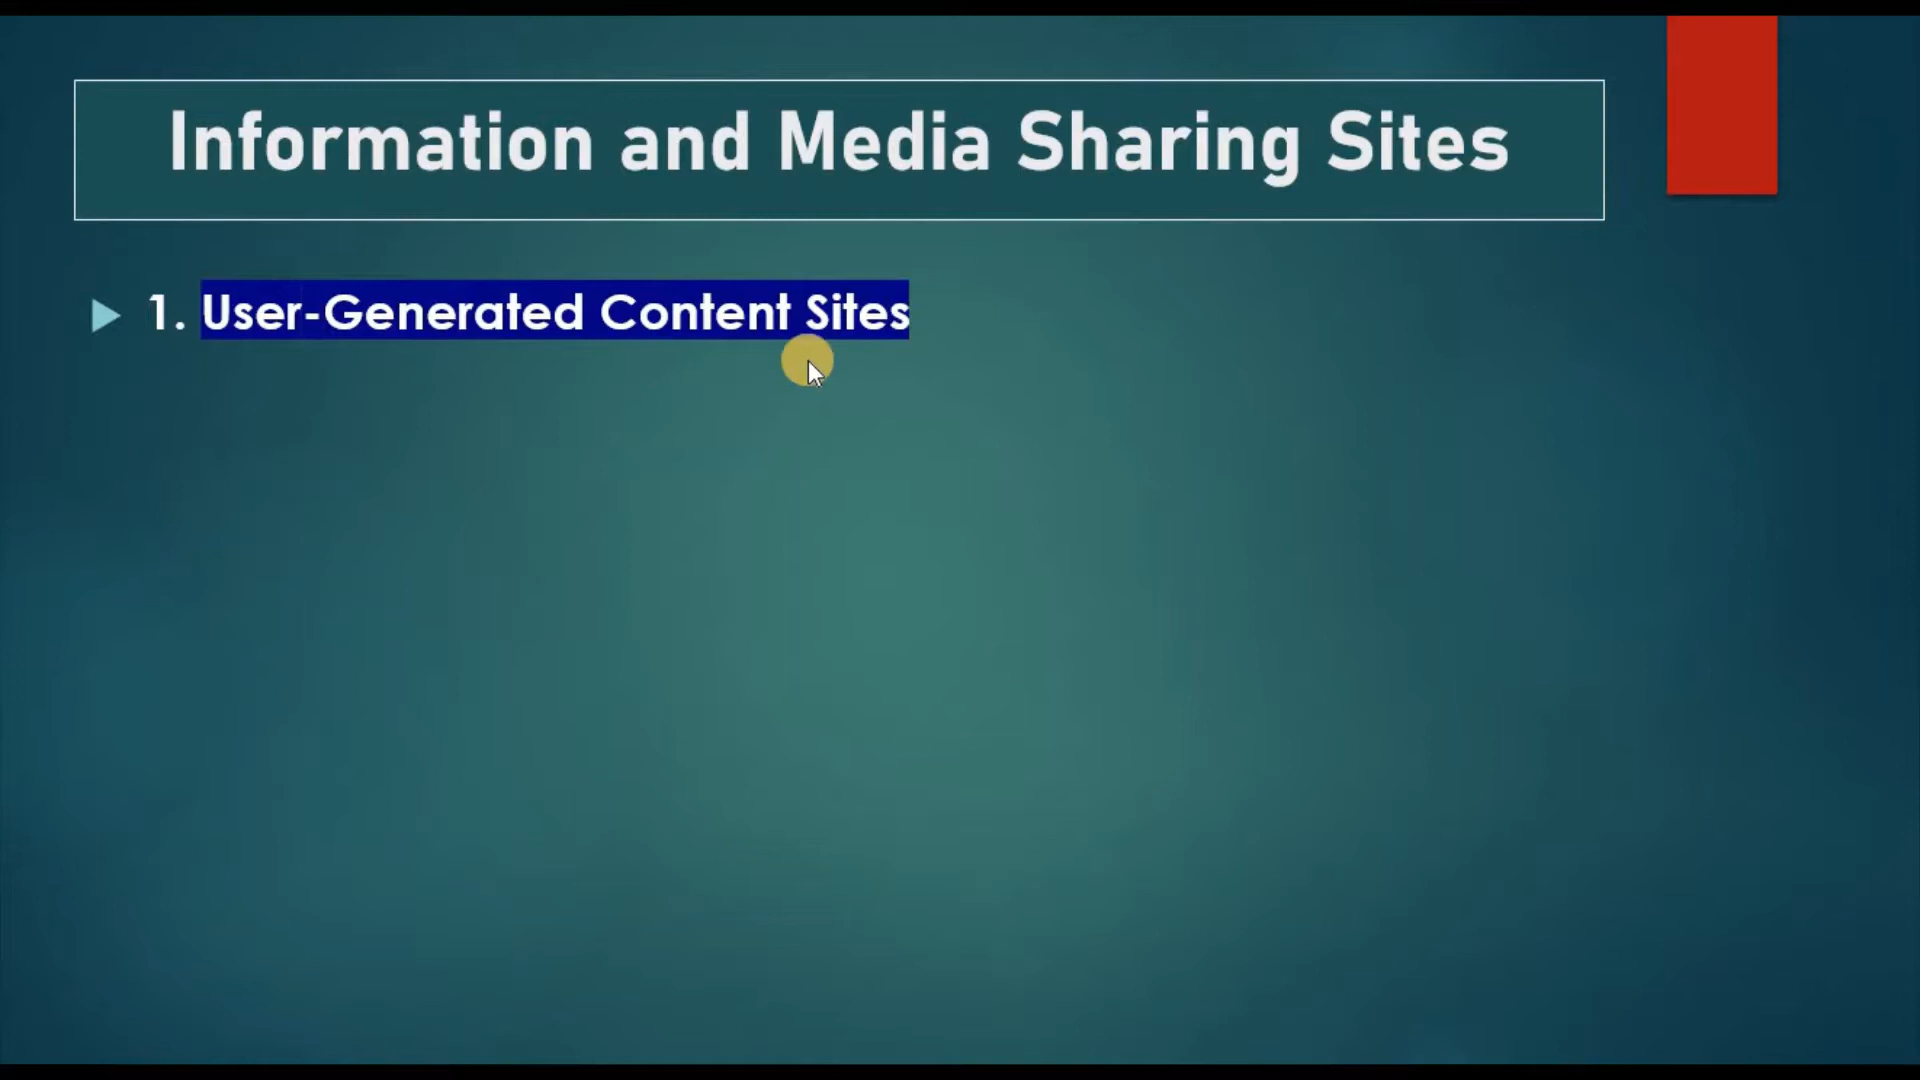 Information and Media Sharing Sites
1. User-Generated Content Sites